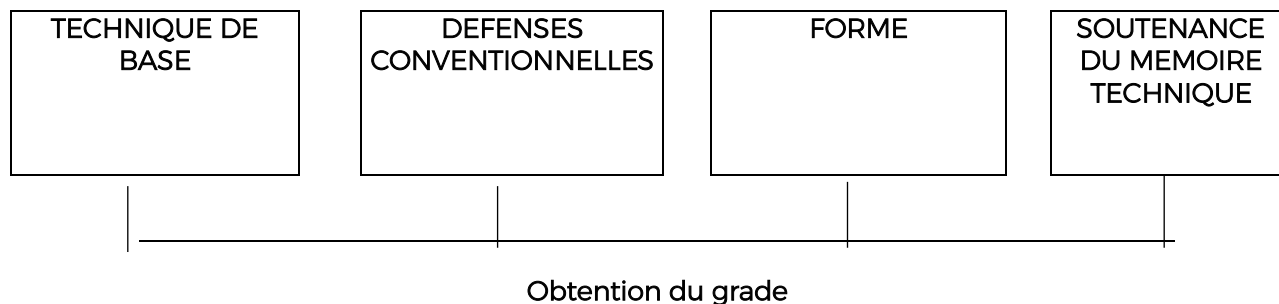 TECHNIQUE DE
BASE
DEFENSES
CONVENTIONNELLES
FORME
SOUTENANCE
DU MEMOIRE
TECHNIQUE
Obtention du grade